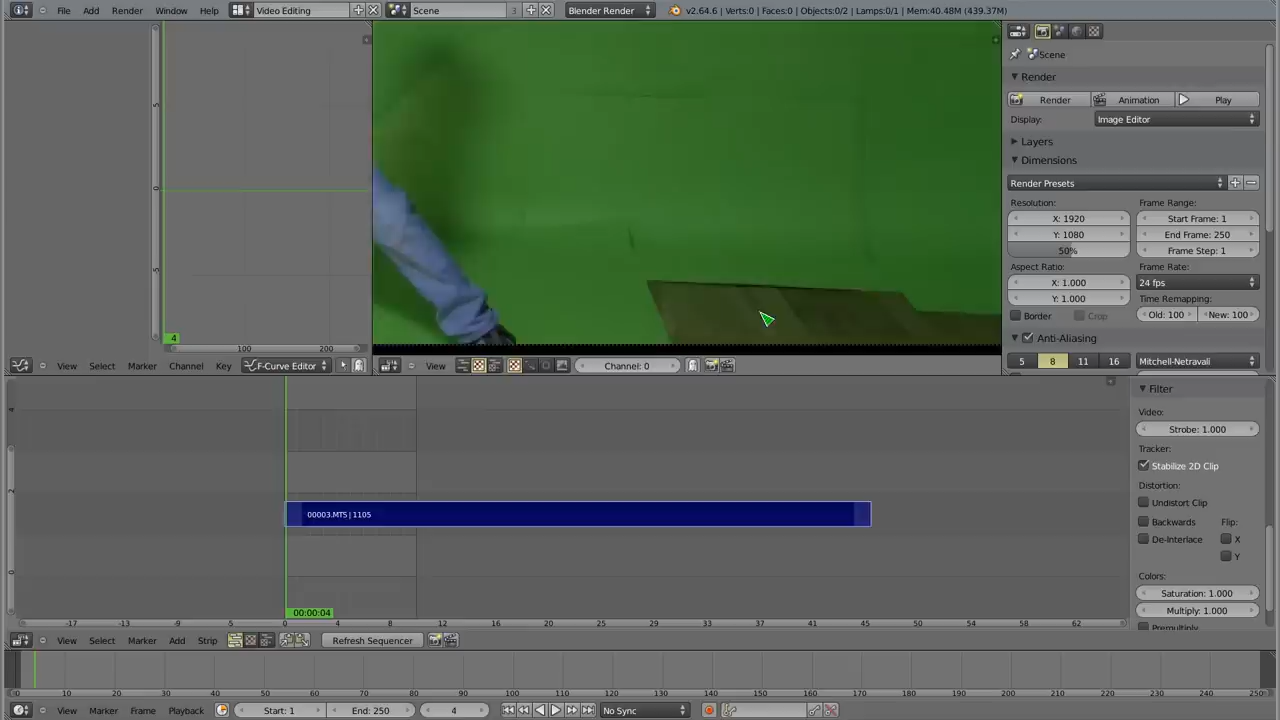 File Add Render Window Help Video Editing Scene 3 Blender Render v2.64.6 | Verts:0 | Faces:0 | Objects:0/2 | Lamps:0/1 | Mem:40.48M (439.37M)
Scene
Render
Render Animation Play
Display: Image Editor
Layers
Dimensions
Render Presets
Resolution: Frame Range:
X: 1920 Start Frame: 1
Y: 1080 End Frame: 250
50% Frame Step: 1
Aspect Ratio: Frame Rate:
X: 1.000 24 fps
Y: 1.000 Time Remapping:
Border Crop Old: 100 New: 100
Anti-Aliasing
5 8 11 16 Mitchell-Netravali
5
0
5
4
100 200
View Select Marker Channel Key F-Curve Editor
View Channel: 0
Filter
Video:
Strobe: 1.000
Tracker:
Stabilize 2D Clip
Distortion:
Undistort Clip
Backwards Flip:
De-Interlace X
Y
Colors:
Saturation: 1.000
Multiply: 1.000
Premultiply
4
2
0
00003.MTS | 1105
00:00:04
-17 -13 -9 -5 0 4 8 12 16 20 25 29 33 37 41 45 50 54 58 62
View Select Marker Add Strip Refresh Sequencer
0 10 20 30 40 50 60 70 80 90 100 110 120 130 140 150 160 170 180 190 200 210 220 230 240 250
View Marker Frame Playback Start: 1 End: 250 4 No Sync